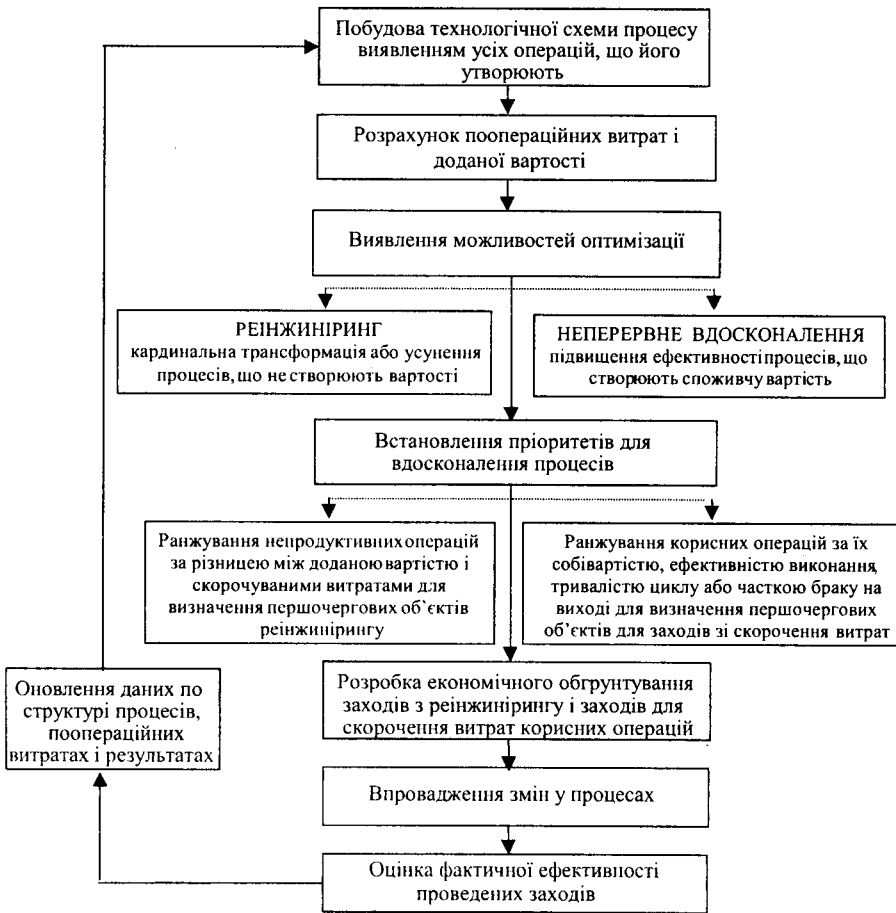 Побудова технологічної схеми процесу
виявленням усіх операцій, що його
утворюють
Розрахунок поопераційних витрат і
доданої вартості
Виявлення можливостей оптимізації
РЕІНЖИНІРИНГ
кардинальна трансформація або усунення
процесів, що не створюють вартості
НЕПЕРЕРВНЕ ВДОСКОНАЛЕННЯ
підвищення ефективності процесів, що
створюють споживчу вартість
Встановлення пріоритетів для
вдосконалення процесів
Ранжування непродуктивних операцій
за різницею між доданою вартістю і
скорочуваними витратами для
визначення першочергових об`єктів
реінжинірингу
Ранжування корисних операцій за їх
собівартістю, ефективністю виконання,
тривалістю циклу або часткою браку на
виході для визначення першочергових
об`єктів для заходів зі скорочення витрат
Оновлення даних по
структурі процесів,
поопераційних
витратах і результатах
Розробка економічного обгрунтування
заходів з реінжинірингу і заходів для
скорочення витрат корисних операцій
Впровадження змін у процесах
Оцінка фактичної ефективності
проведених заходів